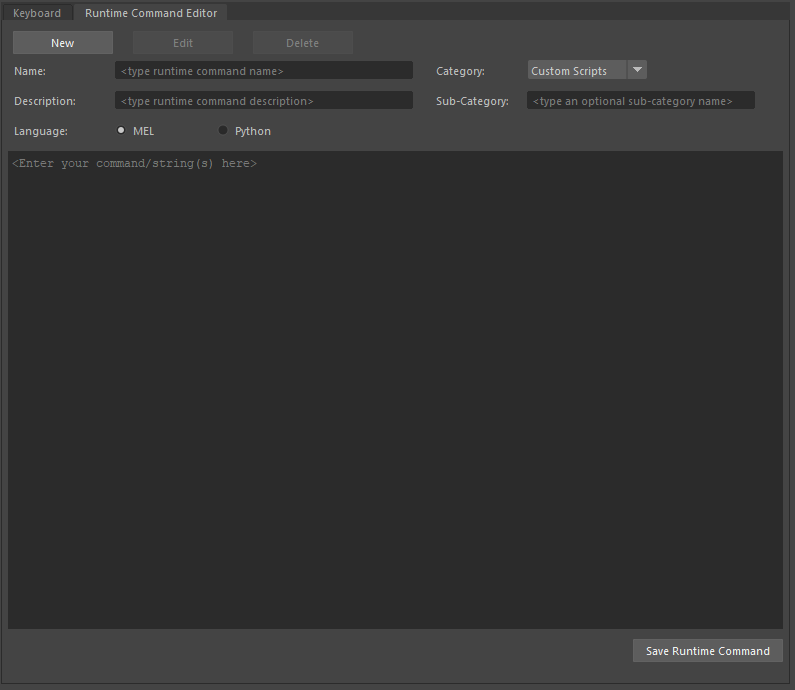 Keyboard Runtime Command Editor
New Edit Delete
Name: <type runtime command name> Category: Custom Scripts
Description: <type runtime command description> Sub-Category: <type an optional sub-category name>
Language: MEL Python
<Enter your command/string(s) here>
Save Runtime Command